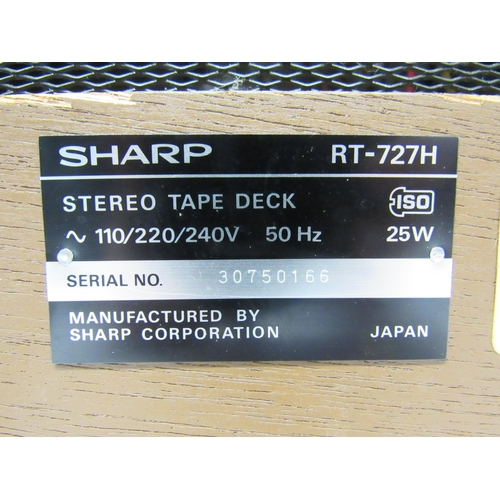 SHARP RT-727H
STEREO TAPE DECK ISO
~ 110/220/240V 50 Hz 25W
SERIAL NO. 30750166
MANUFACTURED BY
SHARP CORPORATION JAPAN